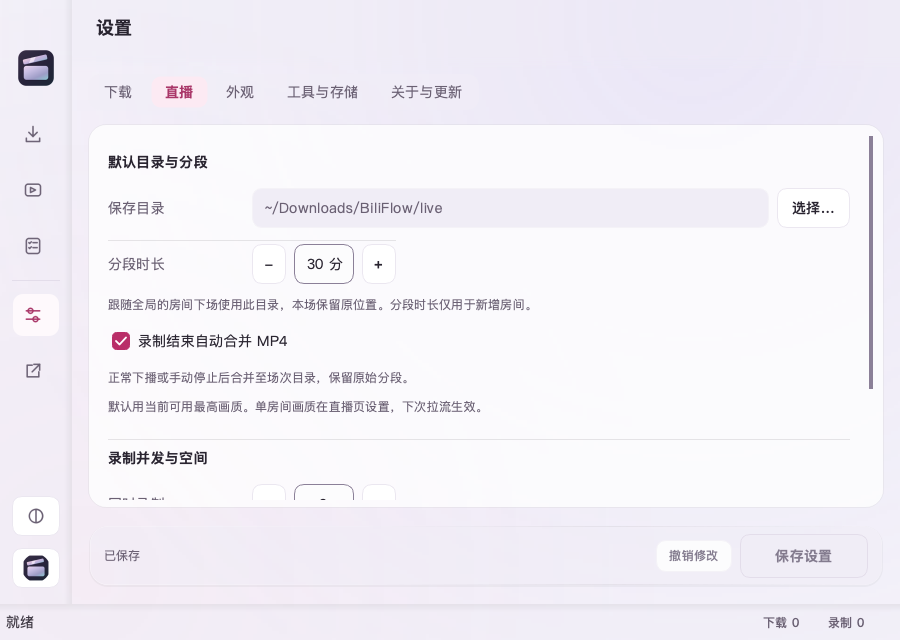 设置
下载 直播 外观 工具与存储 关于与更新
默认目录与分段
保存目录 ~/Downloads/BiliFlow/live 选择...
分段时长 − 30 分 +
跟随全局的房间下场使用此目录，本场保留原位置。分段时长仅用于新增房间。
录制结束自动合并 MP4
正常下播或手动停止后合并至场次目录，保留原始分段。
默认用当前可用最高画质。单房间画质在直播页设置，下次拉流生效。
录制并发与空间
已保存 撤销修改 保存设置
就绪 下载 0 录制 0